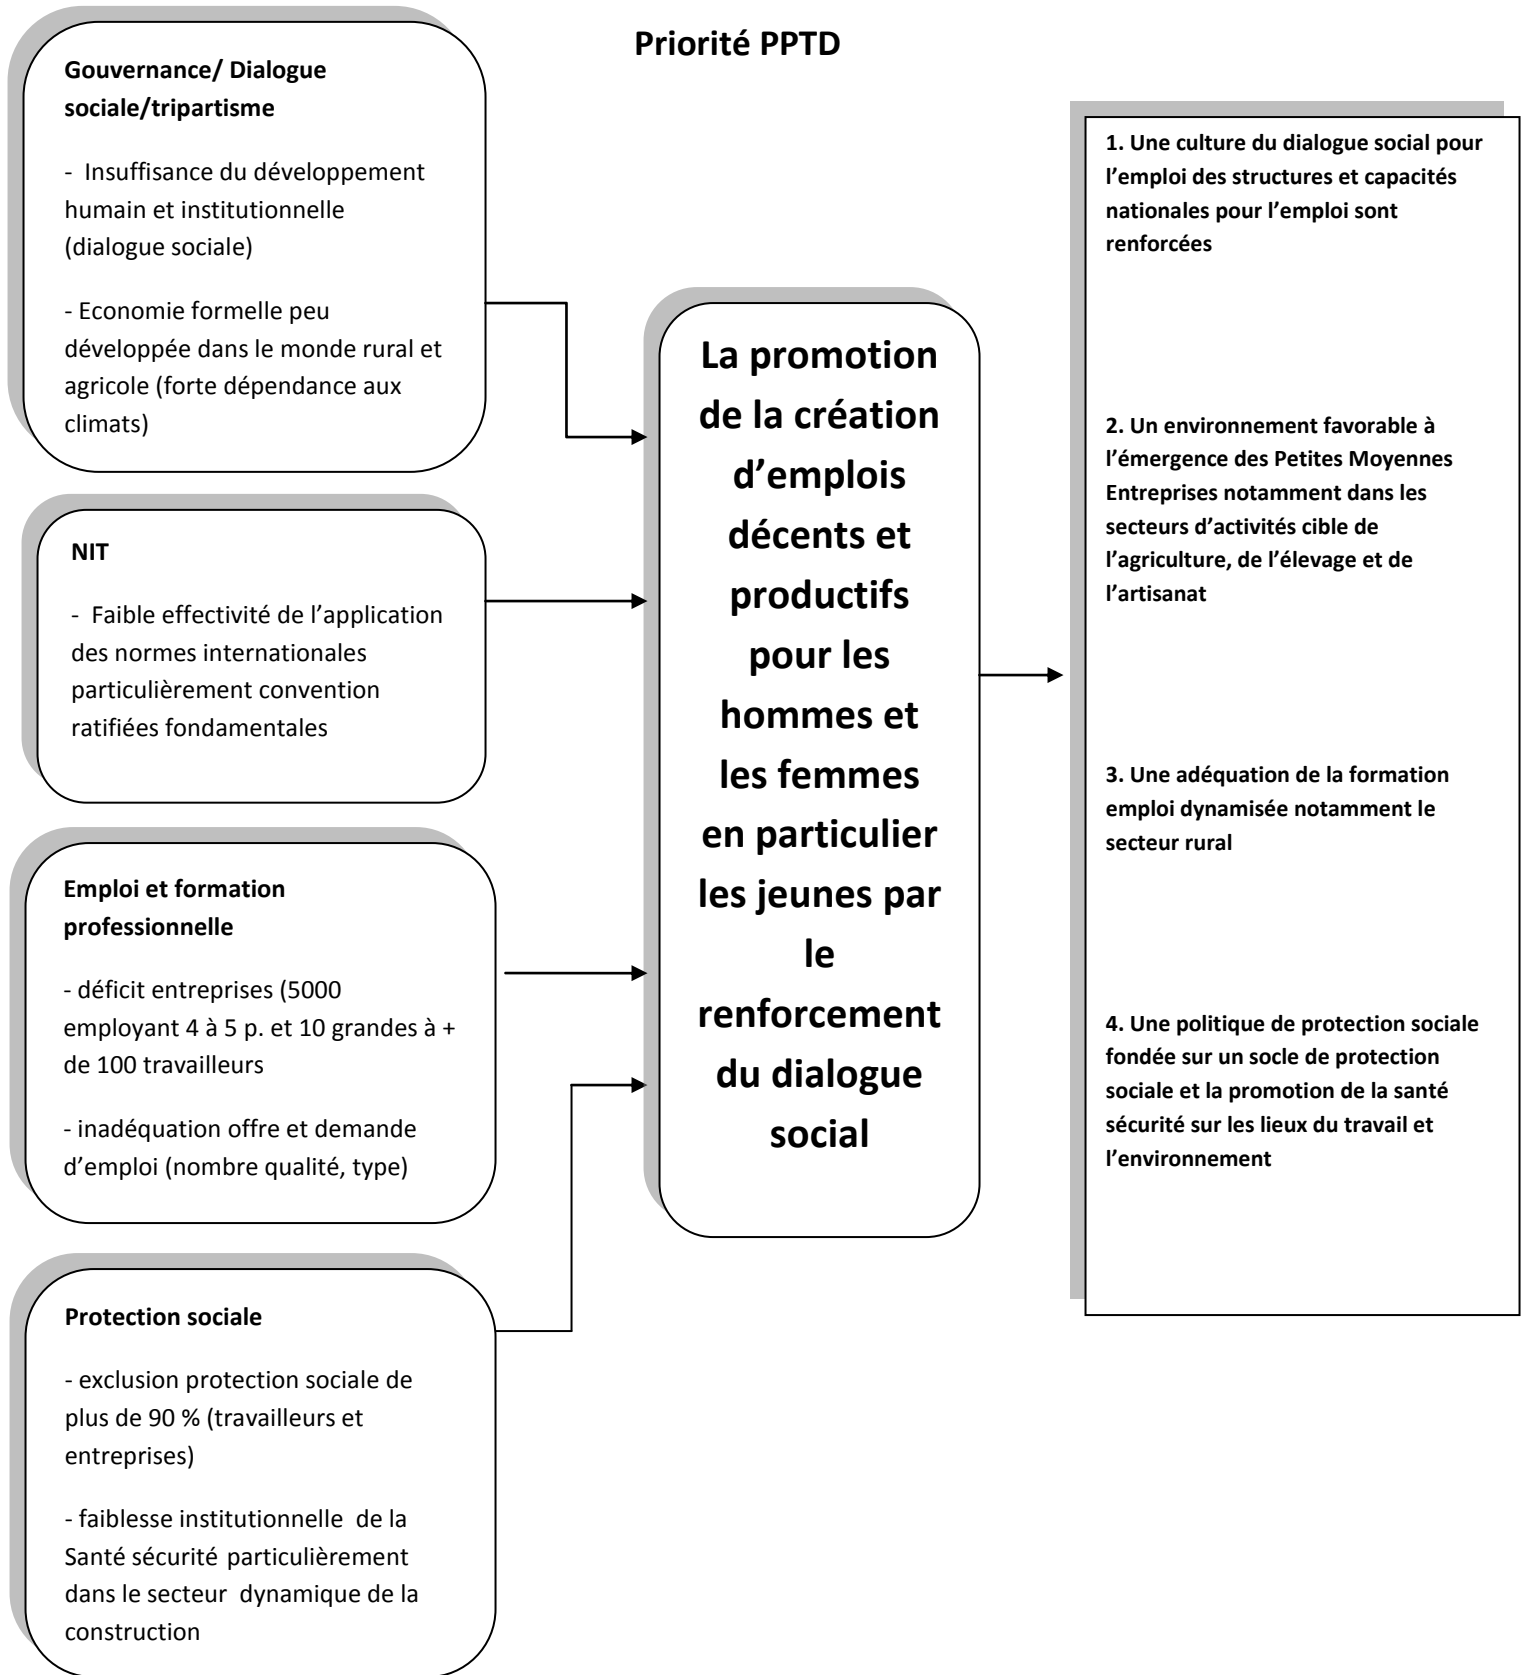 Priorité PPTD
Gouvernance/ Dialogue
sociale/tripartisme
- Insuffisance du développement
humain et institutionnelle
(dialogue sociale)
- Economie formelle peu
développée dans le monde rural et
agricole (forte dépendance aux
climats)
NIT
- Faible effectivité de l’application
des normes internationales
particulièrement convention
ratifiées fondamentales
Emploi et formation
professionnelle
- déficit entreprises (5000
employant 4 à 5 p. et 10 grandes à +
de 100 travailleurs
- inadéquation offre et demande
d’emploi (nombre qualité, type)
Protection sociale
- exclusion protection sociale de
plus de 90 % (travailleurs et
entreprises)
- faiblesse institutionnelle de la
Santé sécurité particulièrement
dans le secteur dynamique de la
construction
La promotion
de la création
d’emplois
décents et
productifs
pour les
hommes et
les femmes
en particulier
les jeunes par
le
renforcement
du dialogue
social
1. Une culture du dialogue social pour
l’emploi des structures et capacités
nationales pour l’emploi sont
renforcées
2. Un environnement favorable à
l’émergence des Petites Moyennes
Entreprises notamment dans les
secteurs d’activités cible de
l’agriculture, de l’élevage et de
l’artisanat
3. Une adéquation de la formation
emploi dynamisée notamment le
secteur rural
4. Une politique de protection sociale
fondée sur un socle de protection
sociale et la promotion de la santé
sécurité sur les lieux du travail et
l’environnement